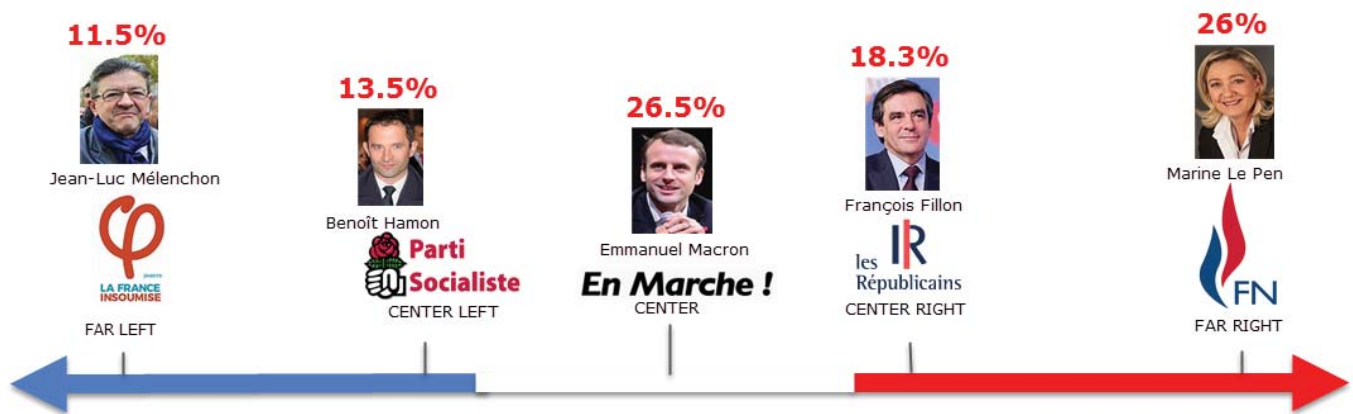 11.5%
Jean-Luc Mélenchon
LA FRANCE
INSOUMISE
FAR LEFT
13.5%
Benoît Hamon
Parti
Socialiste
CENTER LEFT
26.5%
Emmanuel Macron
En Marche !
CENTER
18.3%
François Fillon
lR
les
Républicains
CENTER RIGHT
26%
Marine Le Pen
FN
FAR RIGHT